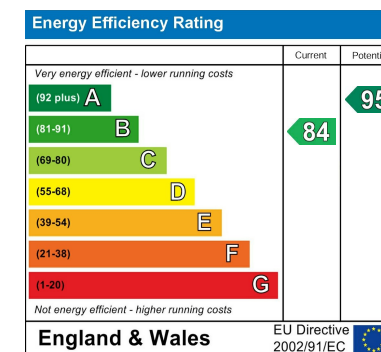 Energy Efficiency Rating
Current Potenti
Very energy efficient - lower running costs
(92 plus) A
95
(81-91) B
84
(69-80) C
(55-68) D
(39-54) E
(21-38) F
(1-20) G
Not energy efficient - higher running costs
England & Wales
EU Directive
2002/91/EC